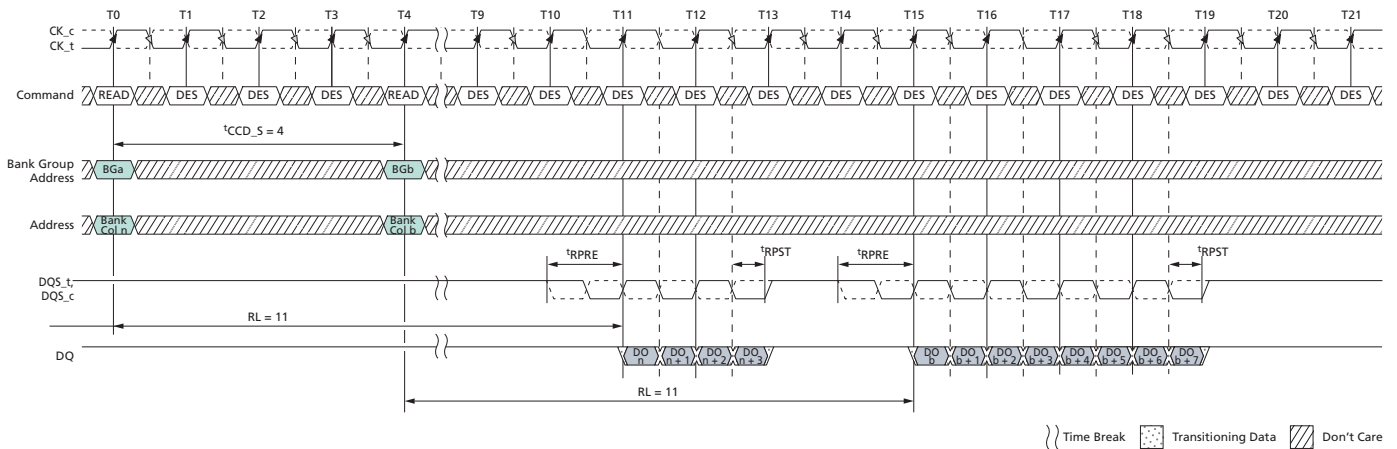 T0 T1 T2 T3 T4 T9 T10 T11 T12 T13 T14 T15 T16 T17 T18 T19 T20 T21
CK_c
CK_t
Command READ DES DES DES READ DES DES DES DES DES DES DES DES DES DES DES DES DES
tCCD_S = 4
Bank Group
Address
BGa BGb
Address
Bank
Col n
Bank
Col b
tRPRE tRPST tRPRE tRPST
DQS_t,
DQS_c
RL = 11
DQ
DO
n
DO
n + 1
DO
n + 2
DO
n + 3
DO
b
DO
b + 1
DO
b + 2
DO
b + 3
DO
b + 4
DO
b + 5
DO
b + 6
DO
b + 7
RL = 11
Time Break Transitioning Data Don't Care